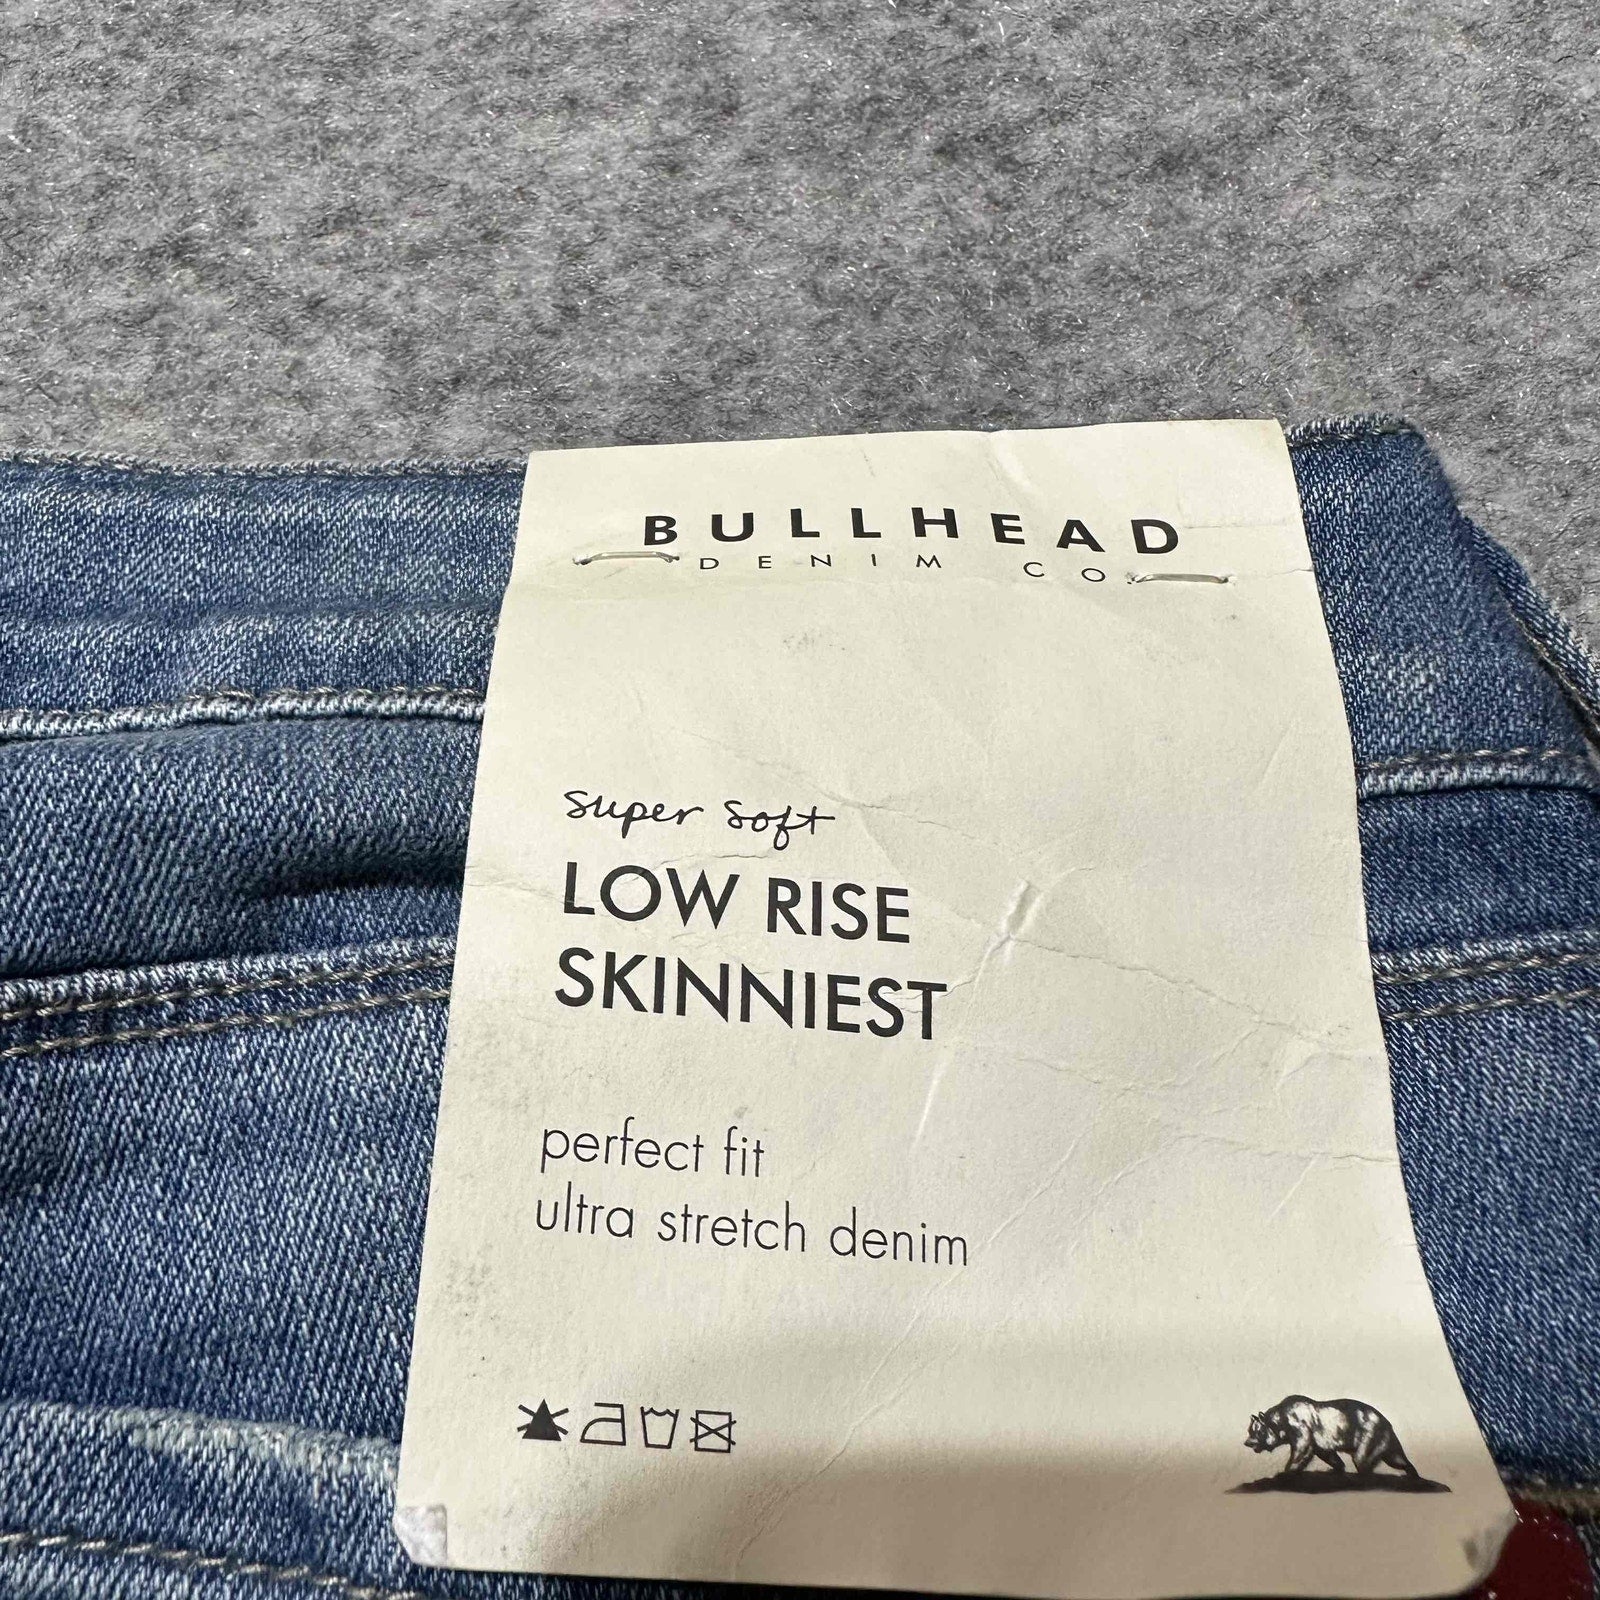 BULLHEAD
DENIM CO.
super soft
LOW RISE
SKINNIEST
perfect fit
ultra stretch denim